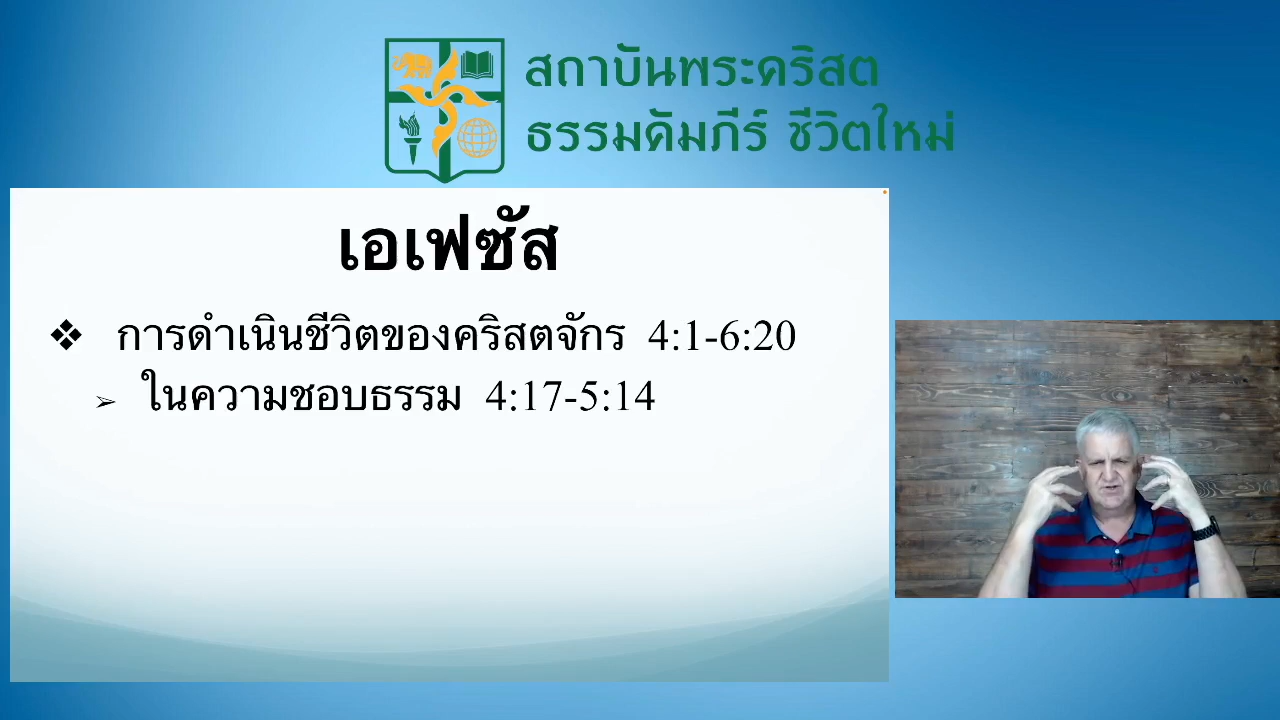 สถาบันพระคริสต
ธรรมคัมภีร์ ชีวิตใหม่
เอเฟซัส
❖ การดำเนินชีวิตของคริสตจักร 4:1-6:20
➢ ในความชอบธรรม 4:17-5:14